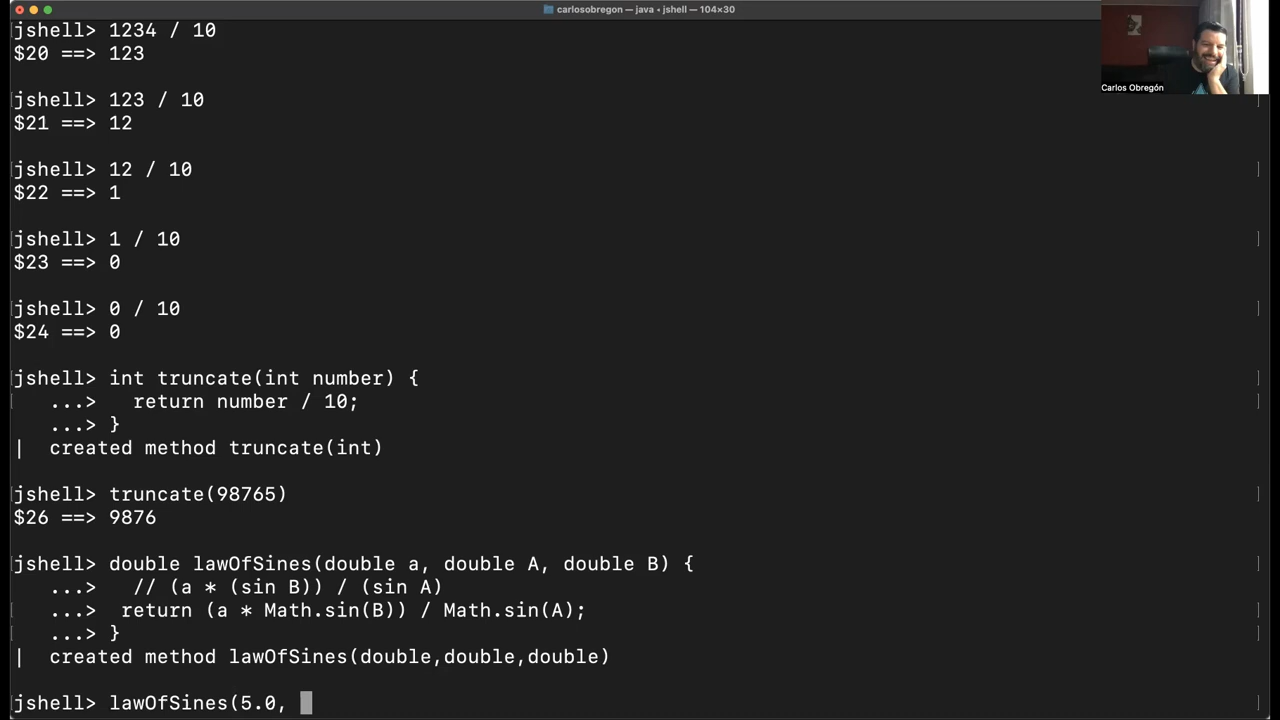 carlosobregon — java ◂ jshell — 104×30
jshell> 1234 / 10
$20 ==> 123
Carlos Obregón
jshell> 123 / 10
$21 ==> 12
jshell> 12 / 10
$22 ==> 1
jshell> 1 / 10
$23 ==> 0
jshell> 0 / 10
$24 ==> 0
jshell> int truncate(int number) {
...> return number / 10;
...> }
| created method truncate(int)
jshell> truncate(98765)
$26 ==> 9876
jshell> double lawOfSines(double a, double A, double B) {
...> // (a * (sin B)) / (sin A)
...> return (a * Math.sin(B)) / Math.sin(A);
...> }
| created method lawOfSines(double,double,double)
jshell> lawOfSines(5.0,